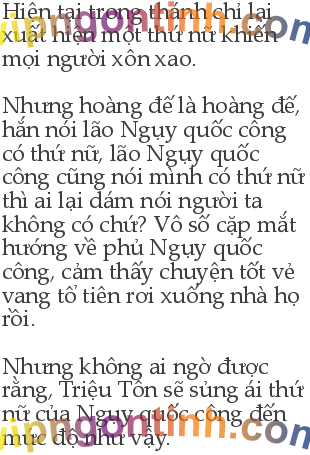 Hiện tại trong thánh chỉ lại
xuất hiện một thứ nữ khiến
mọi người xôn xao.
Nhưng hoàng đế là hoàng đế,
hắn nói lão Ngụy quốc công
có thứ nữ, lão Ngụy quốc
công cũng nói mình có thứ nữ
thì ai lại dám nói người ta
không có chứ? Vô số cặp mắt
hướng về phủ Ngụy quốc
công, cảm thấy chuyện tốt vẻ
vang tổ tiên rơi xuống nhà họ
rồi.
Nhưng không ai ngờ được
rằng, Triệu Tôn sẽ sủng ái thứ
nữ của Ngụy quốc công đến
mức độ như vậy.